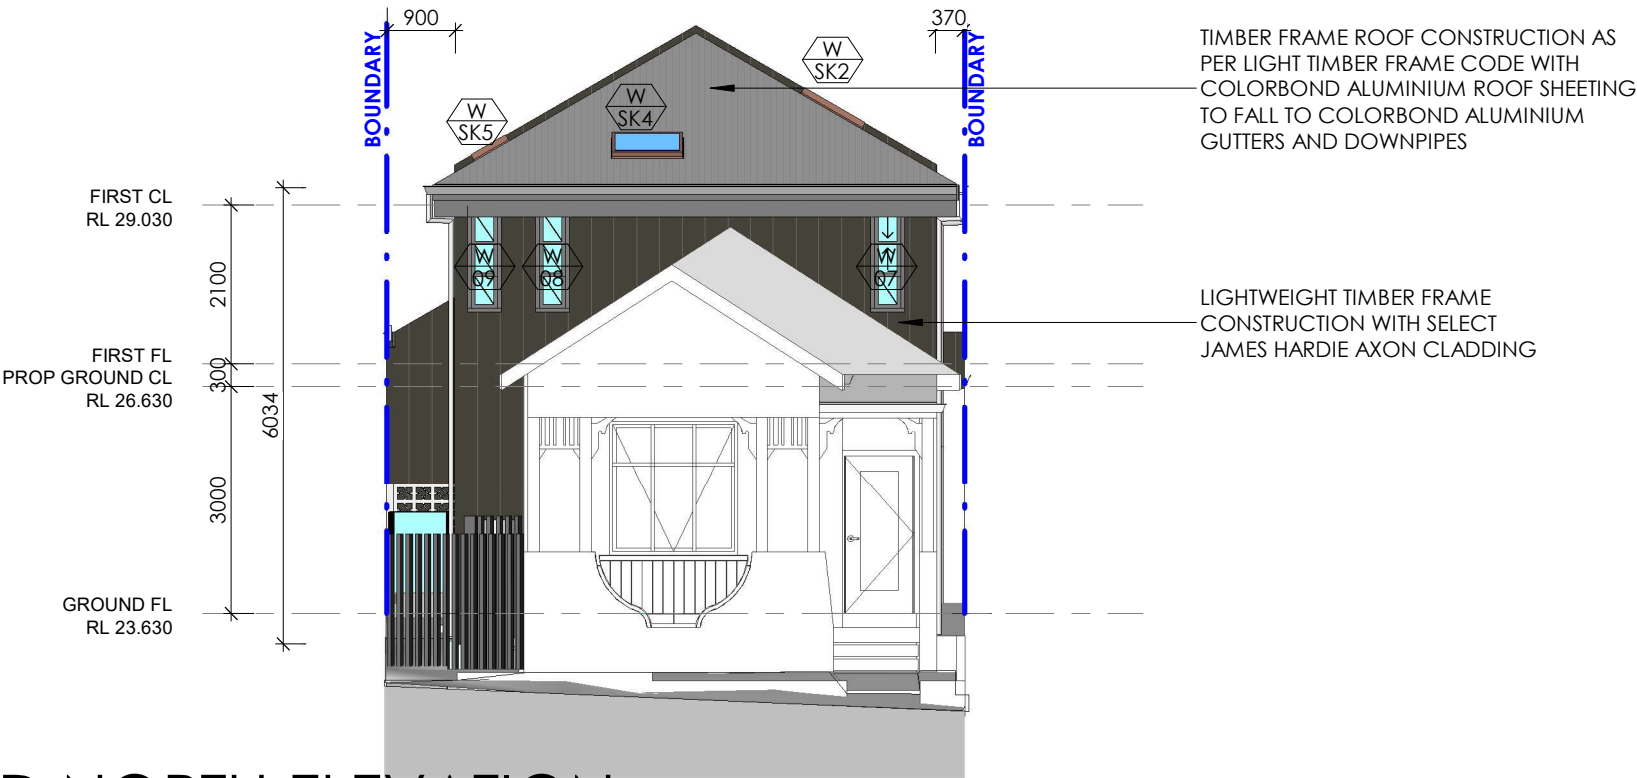 900
370
BOUNDARY
BOUNDARY
W
SK2
W
SK4
W
SK5
TIMBER FRAME ROOF CONSTRUCTION AS
PER LIGHT TIMBER FRAME CODE WITH
COLORBOND ALUMINIUM ROOF SHEETING
TO FALL TO COLORBOND ALUMINIUM
GUTTERS AND DOWNPIPES
FIRST CL
RL 29.030
2100
W
09
W
08
W
07
LIGHTWEIGHT TIMBER FRAME
CONSTRUCTION WITH SELECT
JAMES HARDIE AXON CLADDING
FIRST FL
300
PROP GROUND CL
RL 26.630
6034
3000
GROUND FL
RL 23.630
NORTH ELEVATION